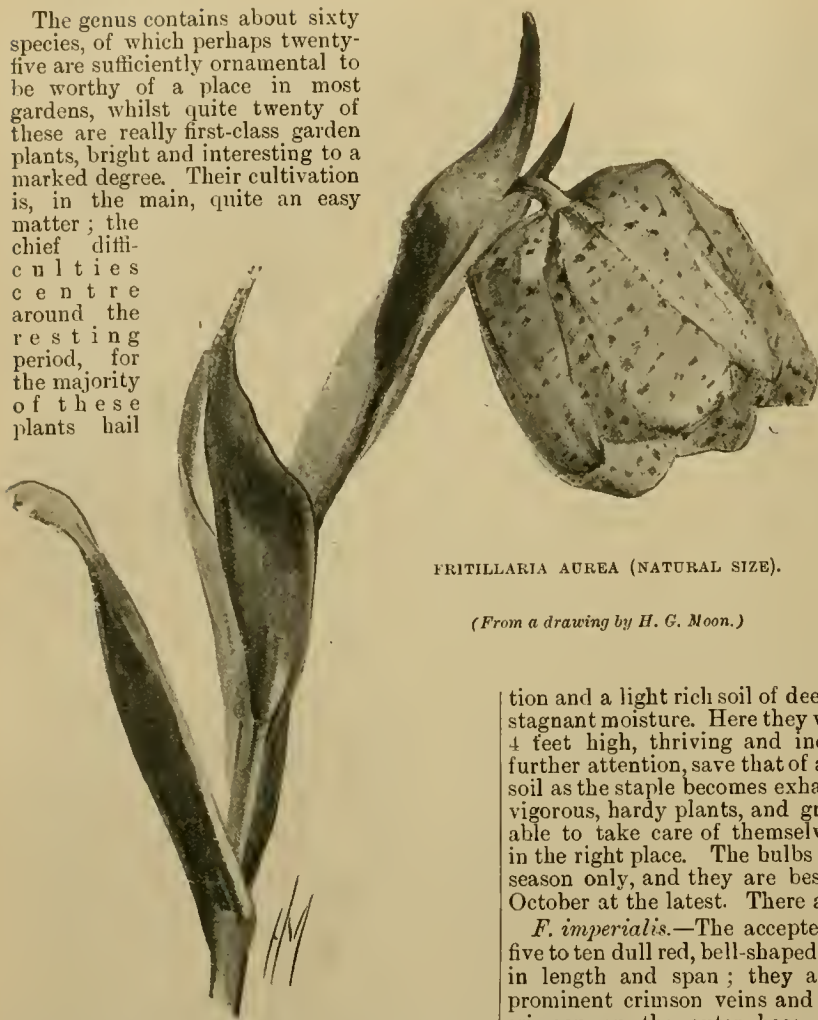 The genus contains about sixty
species, of which perhaps twenty-
five are sufficiently ornamental to
be worthy of a place in most
gardens, whilst quite twenty of
these are really first-class garden
plants, bright and interesting to a
marked degree. Their cultivation
is, in the main, quite an easy
matter ; the
chief diffi-
culties
centre
around the
resting
period, for
the majority
of these
plants hail
FRITILLARIA AUREA (NATURAL SIZE).
(From a drawing by H. G. Moon.)
HM
tion and a light rich soil of dee
stagnant moisture. Here they
4 feet high, thriving and in
further attention, save that of a
soil as the staple becomes exha
vigorous, hardy plants, and g
able to take care of themsel
in the right place. The bulbs
season only, and they are bes
October at the latest. There a
F. imperialis.—The accepte
five to ten dull red, bell-shaped
in length and span ; they a
prominent crimson veins and